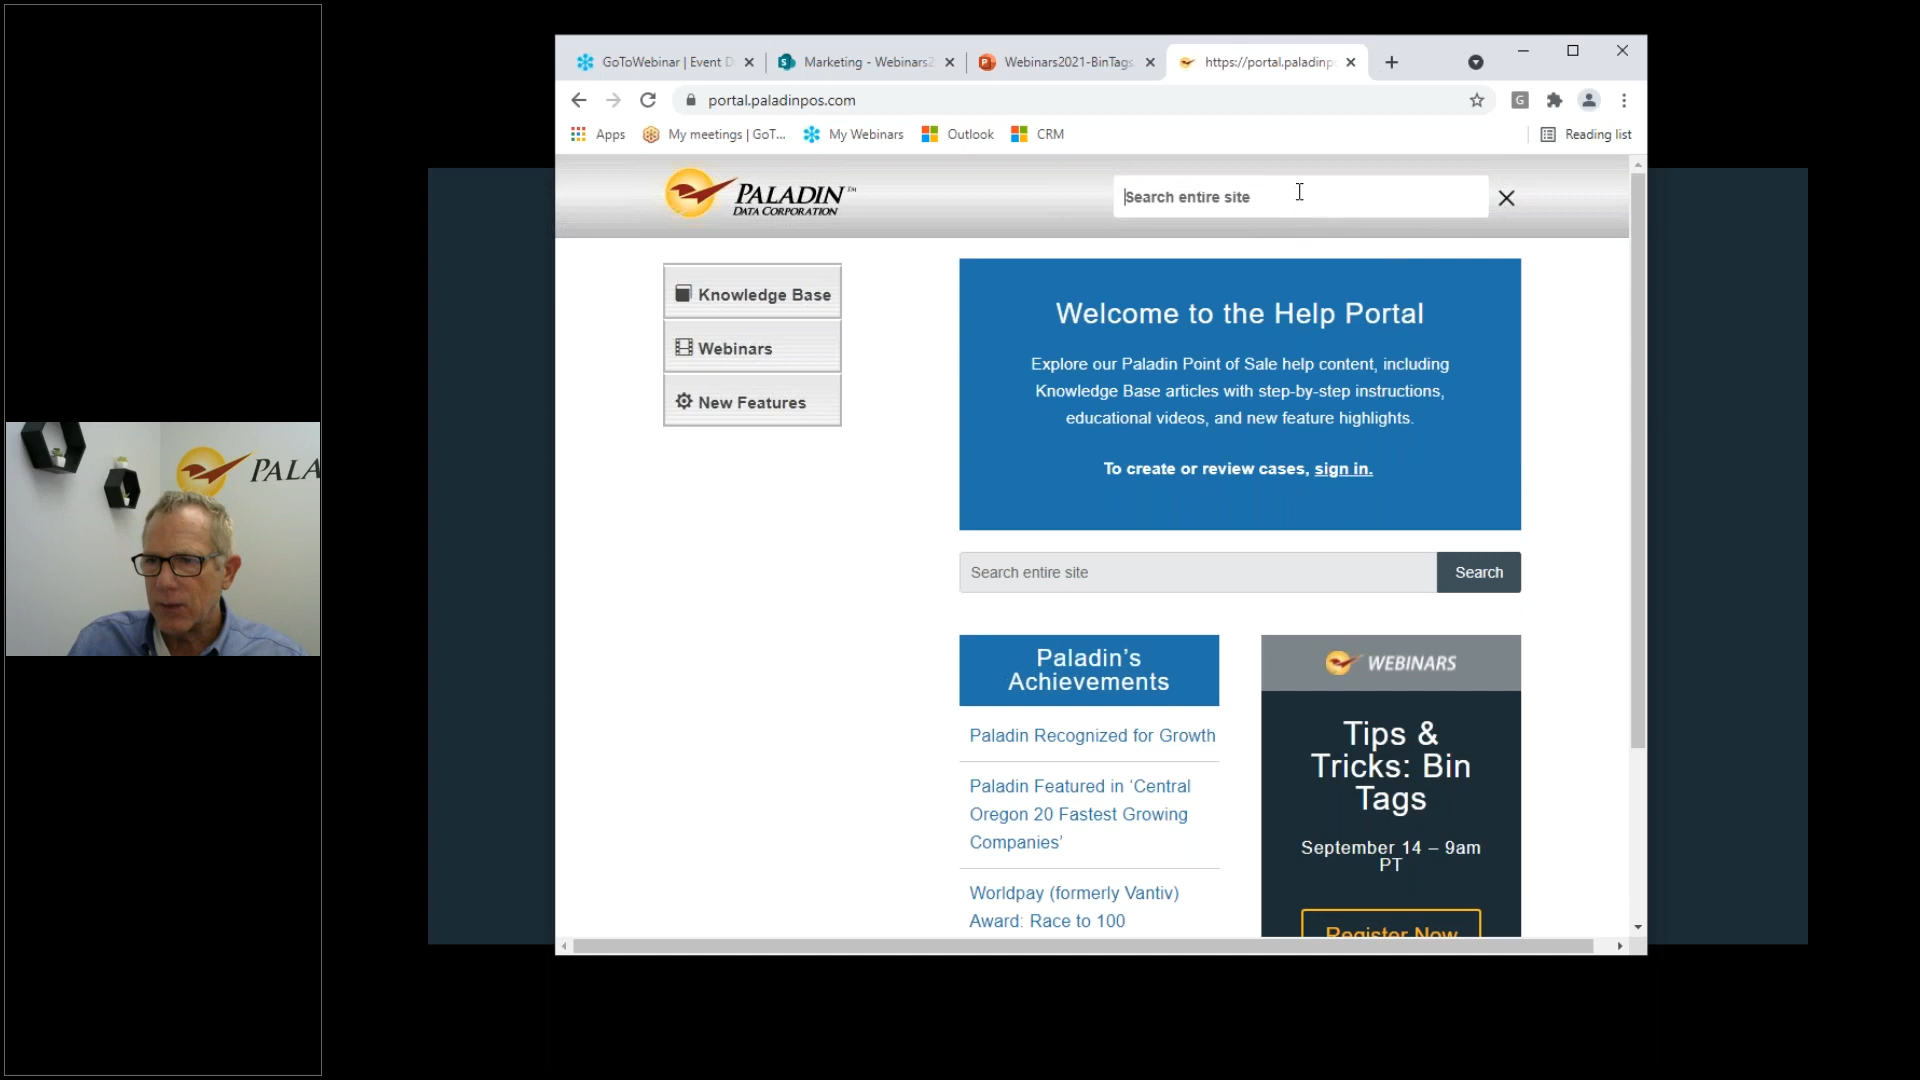 GoToWebinar | Event D
Marketing - Webinars2
Webinars2021-BinTags.
https://portal.paladinpo
portal.paladinpos.com
G
Apps
My meetings | GoT...
My Webinars
Outlook
CRM
Reading list
PALADIN™
DATA CORPORATION
Search entire site
Knowledge Base
Webinars
New Features
Welcome to the Help Portal
Explore our Paladin Point of Sale help content, including
Knowledge Base articles with step-by-step instructions,
educational videos, and new feature highlights.
To create or review cases, sign in.
PALA
Search entire site
Search
Paladin's
Achievements
Paladin Recognized for Growth
Paladin Featured in ‘Central
Oregon 20 Fastest Growing
Companies’
Worldpay (formerly Vantiv)
Award: Race to 100
WEBINARS
Tips &
Tricks: Bin
Tags
September 14 – 9am
PT
Register Now